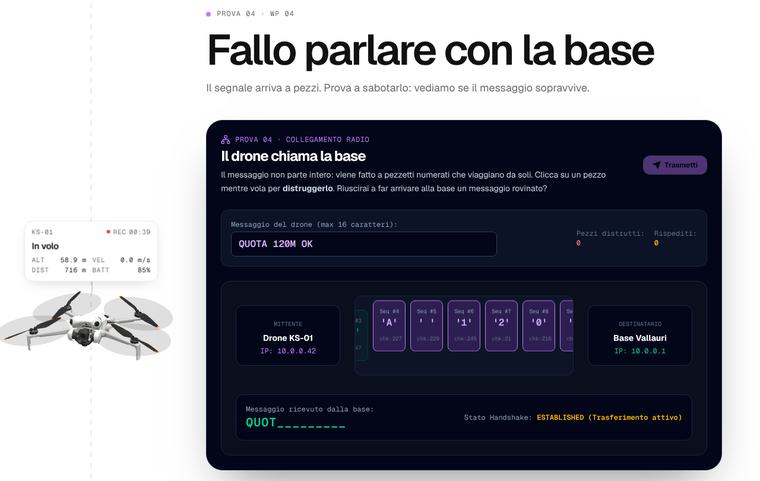 PROVA 04 · WP 04
Fallo parlare con la base
Il segnale arriva a pezzi. Prova a sabotarlo: vediamo se il messaggio sopravvive.
PROVA 04 · COLLEGAMENTO RADIO
Il drone chiama la base
Il messaggio non parte intero: viene fatto a pezzetti numerati che viaggiano da soli. Clicca su un pezzo
mentre vola per distruggerlo. Riuscirai a far arrivare alla base un messaggio rovinato?
Trasmetti
Messaggio del drone (max 16 caratteri):
QUOTA 120M OK
Pezzi distrutti:
0
Rispediti:
0
KS-01
REC 00:39
In volo
ALT 58.9 m VEL 0.0 m/s
DIST 716 m BATT 85%
MITTENTE
Drone KS-01
IP: 10.0.0.42
Seq #4
'A'
chk:227
Seq #5
' '
chk:229
Seq #6
'1'
Seq #7
'2'
chk:21
Seq #8
'0'
DESTINATARIO
Base Vallauri
IP: 10.0.0.1
Messaggio ricevuto dalla base:
QUOT_________
Stato Handshake: ESTABLISHED (Trasferimento attivo)